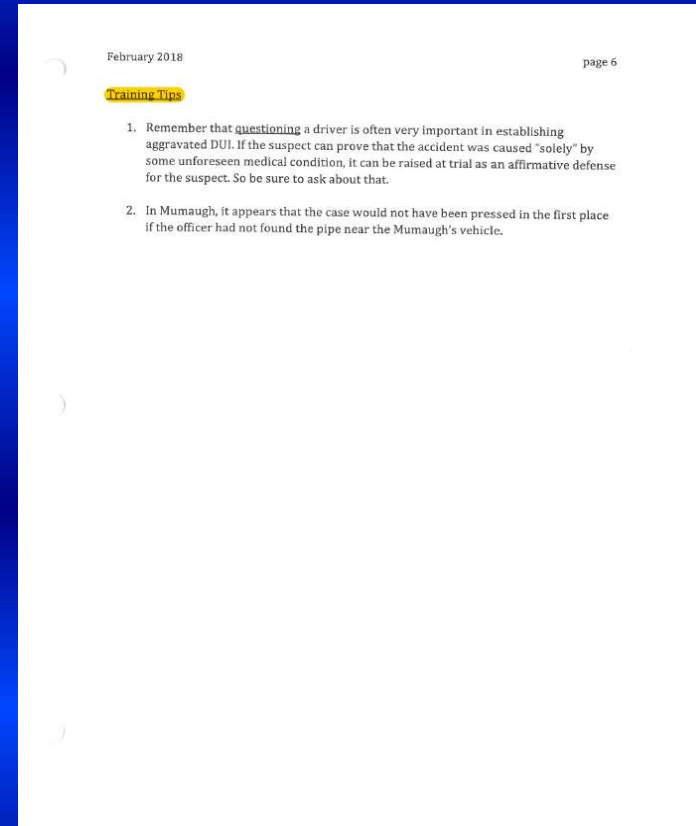 February 2018
page 6
Training Tips
1. Remember that questioning a driver is often very important in establishing
aggravated DUI. If the suspect can prove that the accident was caused "solely" by
some unforeseen medical condition, it can be raised at trial as an affirmative defense
for the suspect. So be sure to ask about that.
2. In Mumaugh, it appears that the case would not have been pressed in the first place
if the officer had not found the pipe near the Mumaugh's vehicle.